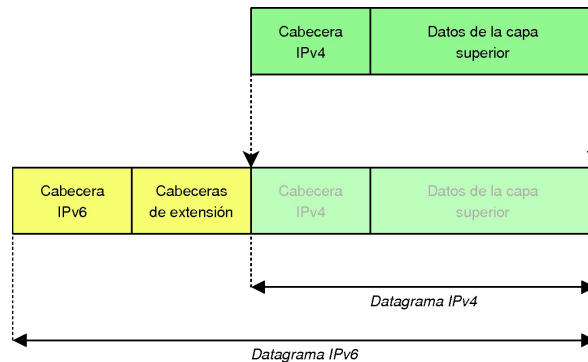 Cabecera
IPv4
Datos de la capa
superior
Cabecera
IPv6
Cabeceras
de extensión
Cabecera
IPv4
Datos de la capa
superior
Datagrama IPv4
Datagrama IPv6